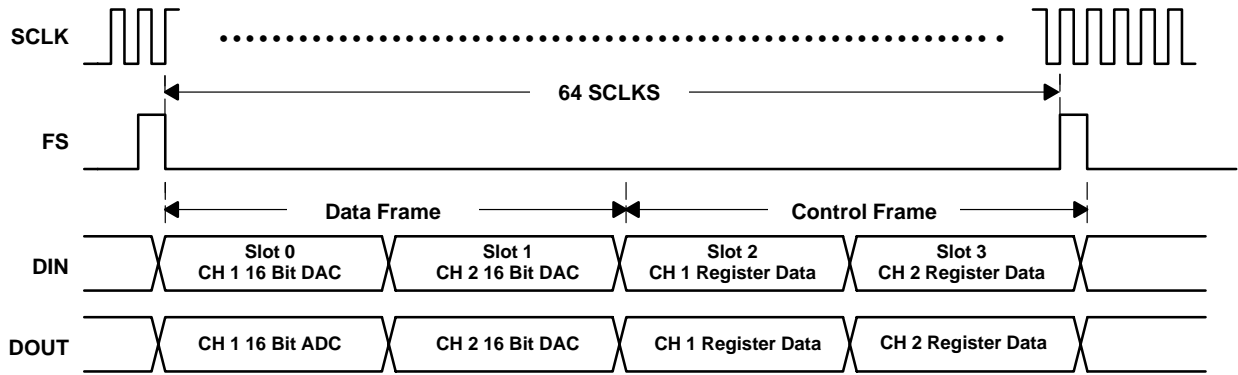 SCLK
64 SCLKS
FS
Data Frame
Control Frame
DIN
Slot 0
CH 1 16 Bit DAC
Slot 1
CH 2 16 Bit DAC
Slot 2
CH 1 Register Data
Slot 3
CH 2 Register Data
DOUT
CH 1 16 Bit ADC
CH 2 16 Bit DAC
CH 1 Register Data
CH 2 Register Data